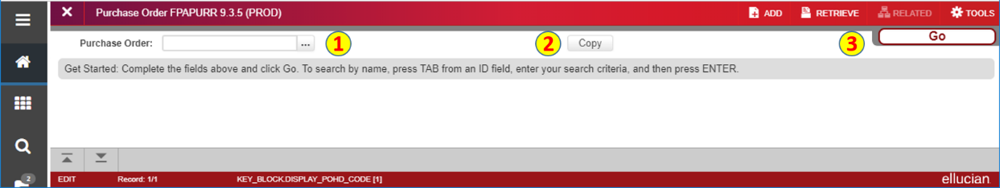 Purchase Order FPAPURR 9.3.5 (PROD)
ADD RETRIEVE RELATED TOOLS
Purchase Order: ... 1 2 Copy 3 Go
Get Started: Complete the fields above and click Go. To search by name, press TAB from an ID field, enter your search criteria, and then press ENTER.
2
EDIT Record: 1/1 KEY_BLOCK.DISPLAY_POHD_CODE [1] ellucian